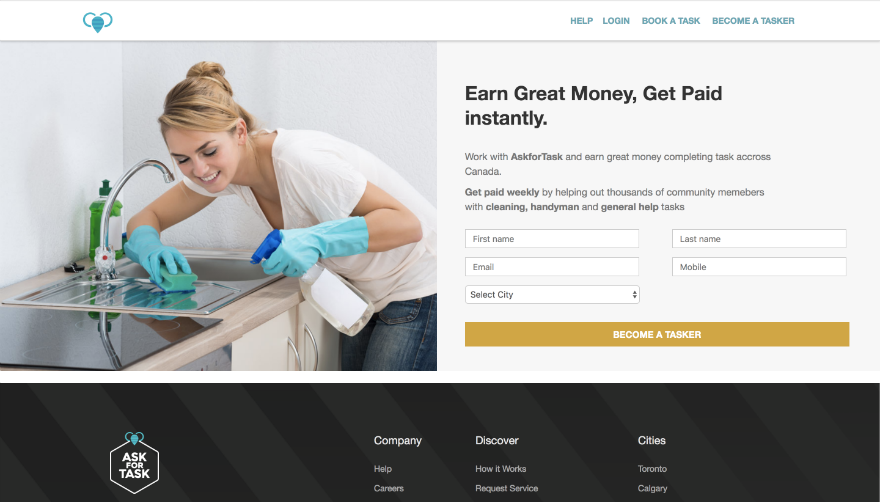 HELP LOGIN BOOK A TASK BECOME A TASKER
Earn Great Money, Get Paid
instantly.
Work with AskforTask and earn great money completing task accross
Canada.
Get paid weekly by helping out thousands of community memebers
with cleaning, handyman and general help tasks
First name Last name
Email Mobile
Select City
BECOME A TASKER
ASK
FOR
TASK
Company Discover Cities
Help How it Works Toronto
Careers Request Service Calgary